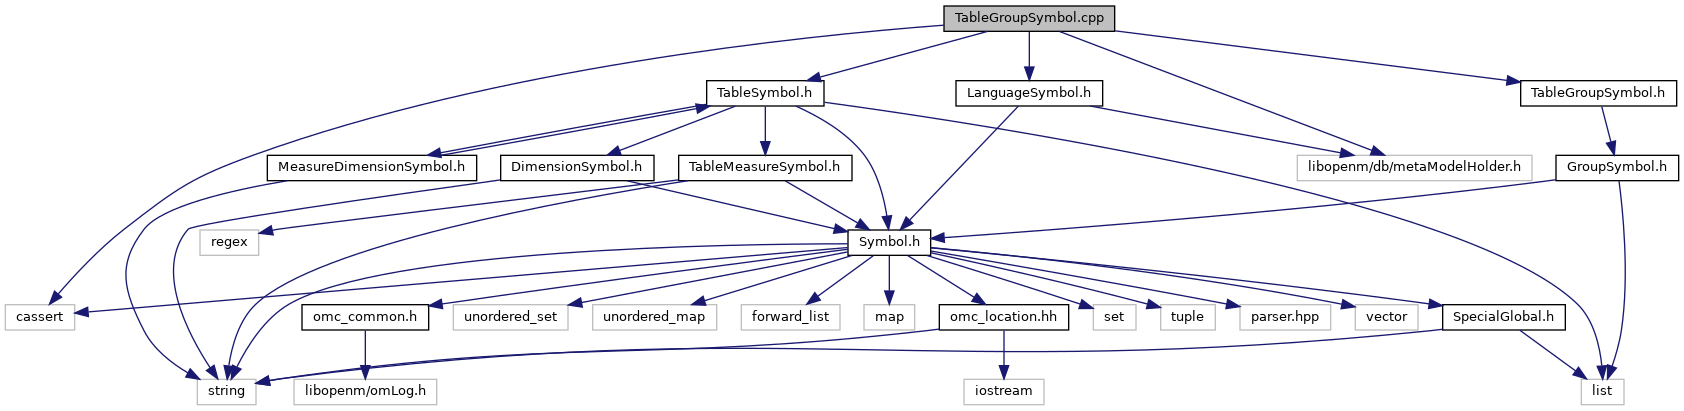 TableGroupSymbol.cpp
TableSymbol.h
LanguageSymbol.h
TableGroupSymbol.h
MeasureDimensionSymbol.h
DimensionSymbol.h
TableMeasureSymbol.h
libopenm/db/metaModelHolder.h
GroupSymbol.h
regex
Symbol.h
cassert
omc_common.h
unordered_set
unordered_map
forward_list
map
omc_location.hh
set
tuple
parser.hpp
vector
SpecialGlobal.h
string
libopenm/omLog.h
iostream
list